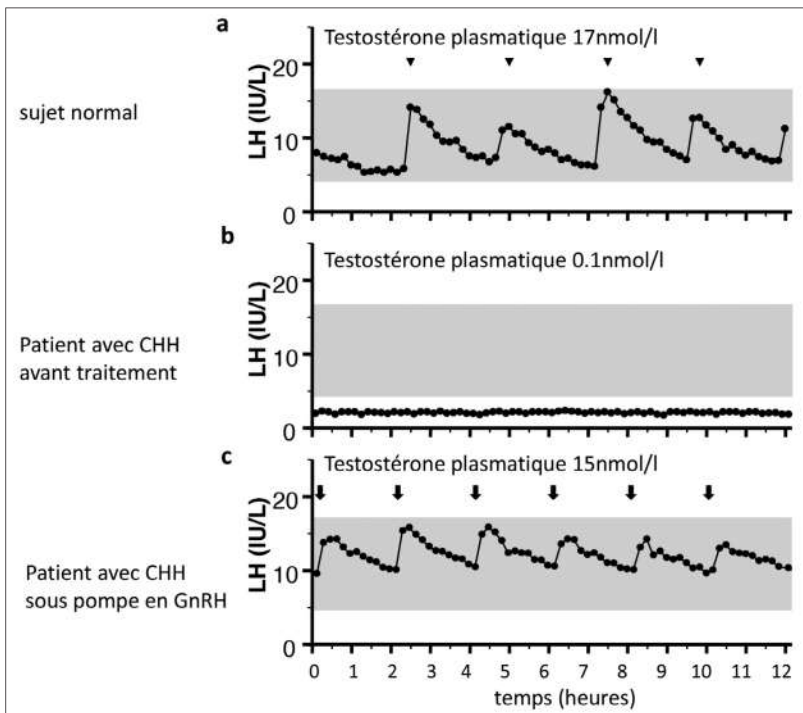 a
Testostérone plasmatique 17nmol/l
20
sujet normal
LH (IU/L)
10
0
b
Testostérone plasmatique 0.1nmol/l
20
Patient avec CHH
avant traitement
LH (IU/L)
10
0
c
Testostérone plasmatique 15nmol/l
20
Patient avec CHH
sous pompe en GnRH
LH (IU/L)
10
0
0 1 2 3 4 5 6 7 8 9 10 11 12
temps (heures)